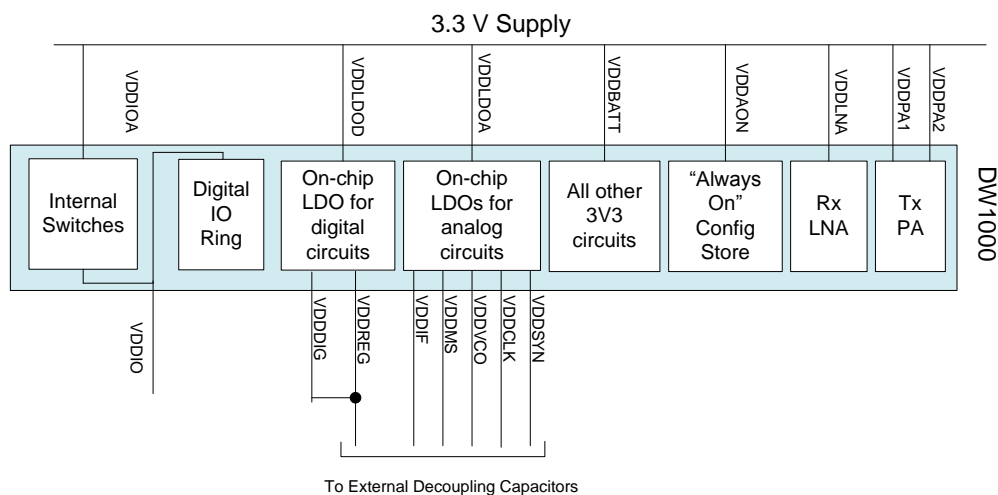 3.3 V Supply
VDDIOA
VDDLDOD
VDDLDOA
VDDBATT
VDDAON
VDDLNA
VDDPA1
VDDPA2
Internal
Switches
Digital
IO
Ring
On-chip
LDO for
digital
circuits
On-chip
LDOs for
analog
circuits
All other
3V3
circuits
“Always
On”
Config
Store
Rx
LNA
Tx
PA
DW1000
VDDIO
VDDDIG
VDDREG
VDDIF
VDDMS
VDDVCO
VDDCLK
VDDSYN
To External Decoupling Capacitors